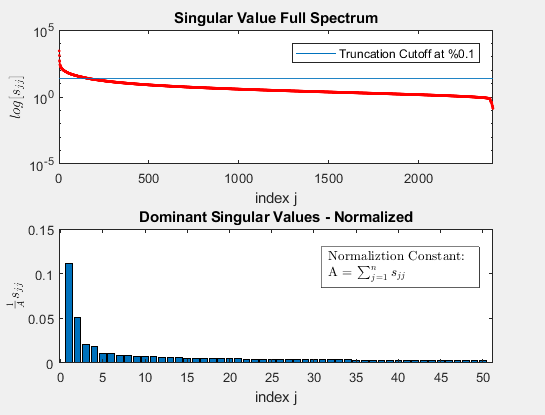 Singular Value Full Spectrum
10^5
10^0
10^-5
log[s_jj]
Truncation Cutoff at %0.1
0 500 1000 1500 2000
index j
Dominant Singular Values - Normalized
0.15
0.1
0.05
0
1/A s_jj
Normaliztion Constant:
A = ∑_{j=1}^{n} s_jj
0 5 10 15 20 25 30 35 40 45 50
index j